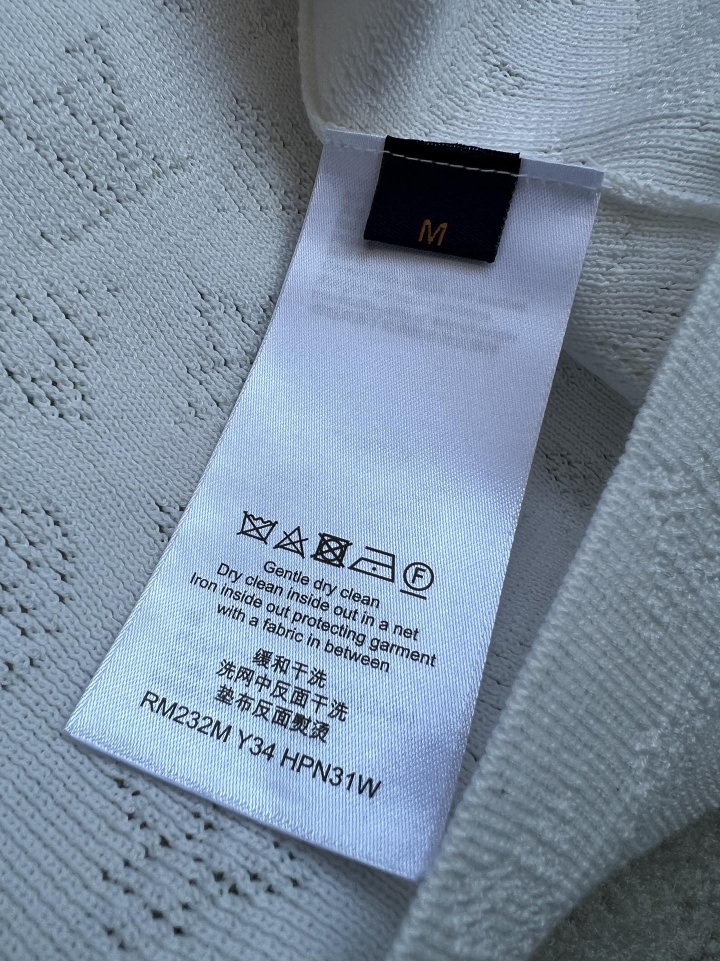 M
F
Gentle dry clean
Dry clean inside out in a net
Iron inside out protecting garment
with a fabric in between
缓和干洗
洗网中反面干洗
垫布反面熨烫
RM232M Y34 HPN31W